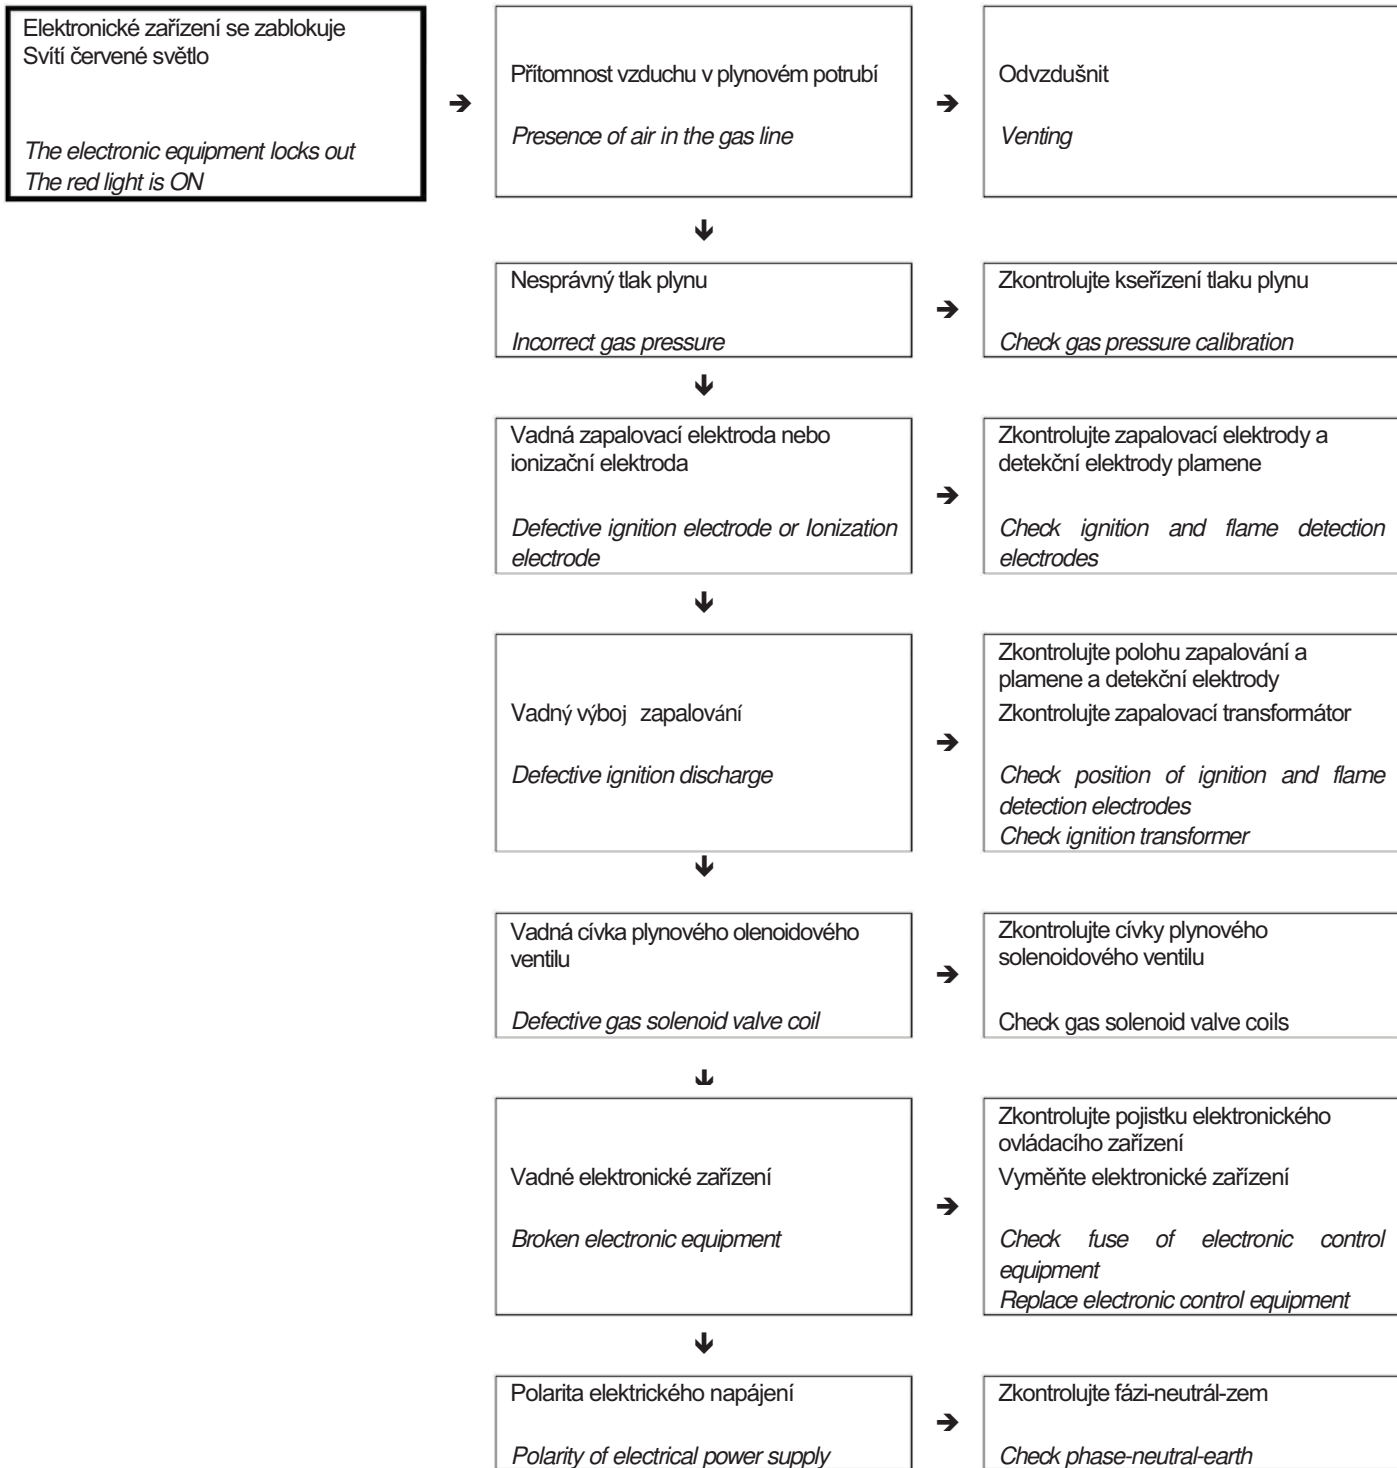 Elektronické zařízení se zablokuje
Svítí červené světlo
The electronic equipment locks out
The red light is ON
Přítomnost vzduchu v plynovém potrubí
Presence of air in the gas line
Odvzdušnit
Venting
Nesprávný tlak plynu
Incorrect gas pressure
Zkontrolujte kseřízení tlaku plynu
Check gas pressure calibration
Vadná zapalovací elektroda nebo
ionizační elektroda
Defective ignition electrode or Ionization
electrode
Zkontrolujte zapalovací elektrody a
detekční elektrody plamene
Check ignition and flame detection
electrodes
Vadný výboj zapalování
Defective ignition discharge
Zkontrolujte polohu zapalování a
plamene a detekční elektrody
Zkontrolujte zapalovací transformátor
Check position of ignition and flame
detection electrodes
Check ignition transformer
Vadná cívka plynového olenoidového
ventilu
Defective gas solenoid valve coil
Zkontrolujte cívky plynového
solenoidového ventilu
Check gas solenoid valve coils
Vadné elektronické zařízení
Broken electronic equipment
Zkontrolujte pojistku elektronického
ovládacího zařízení
Vyměňte elektronické zařízení
Check fuse of electronic control
equipment
Replace electronic control equipment
Polarita elektrického napájení
Polarity of electrical power supply
Zkontrolujte fázi-neutrál-zem
Check phase-neutral-earth